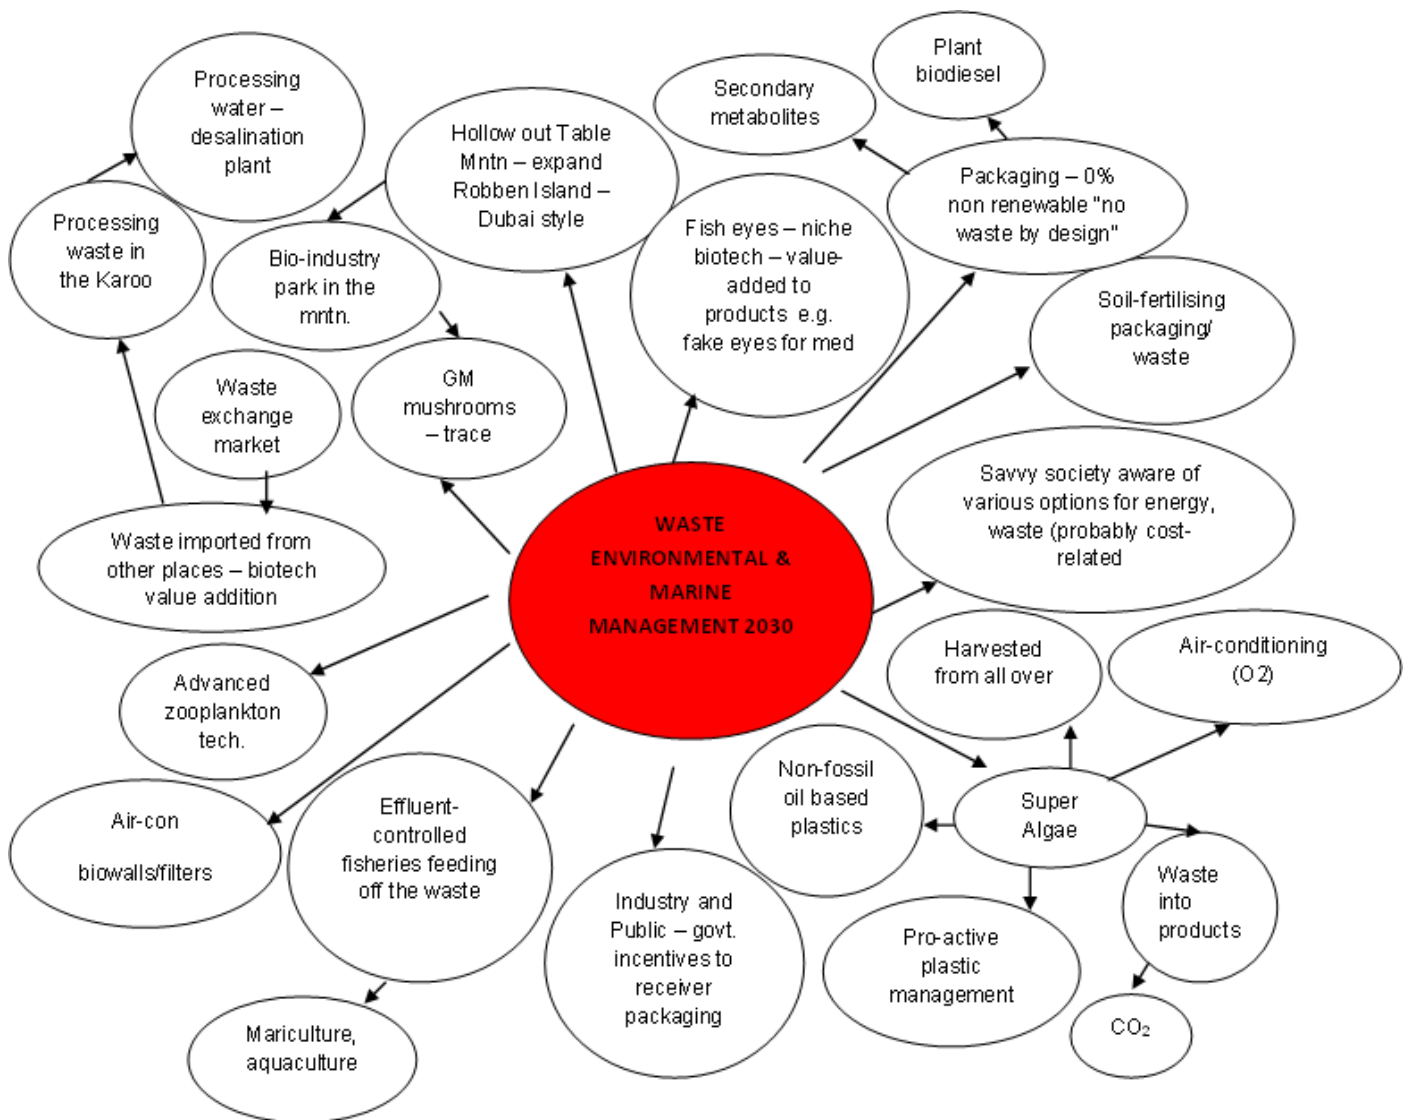 Plant
biodiesel
Processing
water –
desalination
plant
Secondary
metabolites
Hollow out Table
Mntn – expand
Robben Island –
Dubai style
Packaging – 0%
non renewable "no
waste by design"
Processing
waste in
the Karoo
Bio-industry
park in the
mntn.
Fish eyes – niche
biotech – value-
added to
products e.g.
fake eyes for med
Soil-fertilising
packaging/
waste
Waste
exchange
market
GM
mushrooms
– trace
Savvy society aware of
various options for energy,
waste (probably cost-
related
WASTE
ENVIRONMENTAL &
MARINE
MANAGEMENT 2030
Waste imported from
other places – biotech
value addition
Harvested
from all over
Air-conditioning
(O2)
Advanced
zooplankton
tech.
Non-fossil
oil based
plastics
Super
Algae
Air-con
biowalls/filters
Effluent-
controlled
fisheries feeding
off the waste
Industry and
Public – govt.
incentives to
receiver
packaging
Waste
into
products
Pro-active
plastic
management
CO₂
Mariculture,
aquaculture